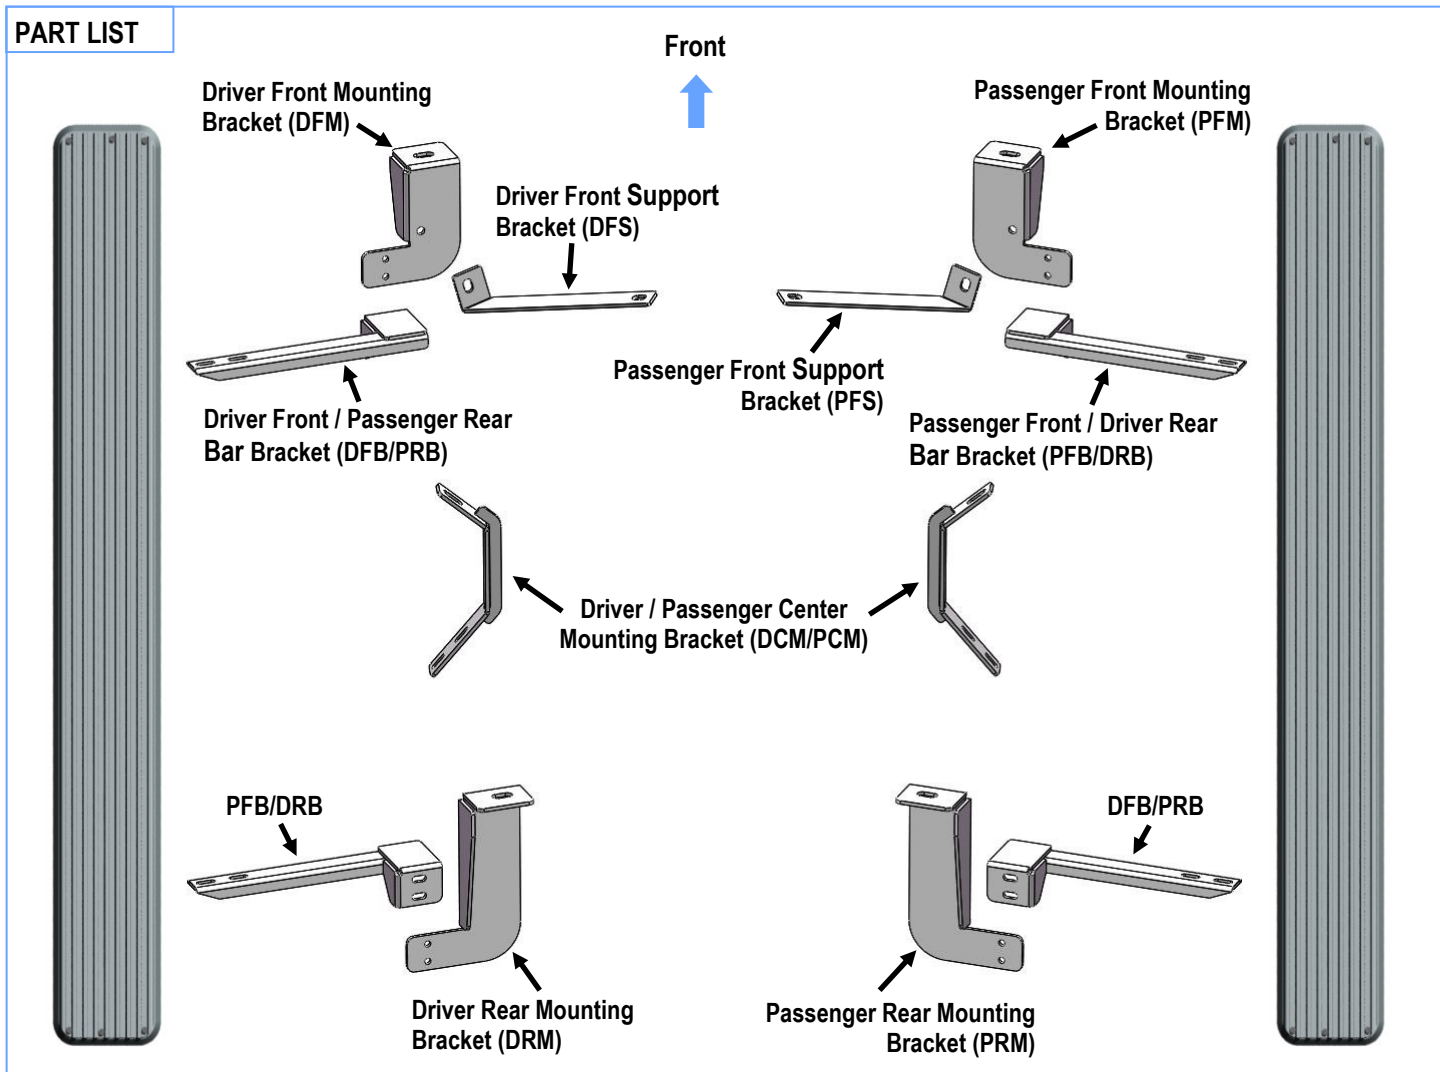 PART LIST
Front
Driver Front Mounting
Bracket (DFM)
Passenger Front Mounting
Bracket (PFM)
Driver Front Support
Bracket (DFS)
Passenger Front Support
Bracket (PFS)
Driver Front / Passenger Rear
Bar Bracket (DFB/PRB)
Passenger Front / Driver Rear
Bar Bracket (PFB/DRB)
Driver / Passenger Center
Mounting Bracket (DCM/PCM)
PFB/DRB
DFB/PRB
Driver Rear Mounting
Bracket (DRM)
Passenger Rear Mounting
Bracket (PRM)